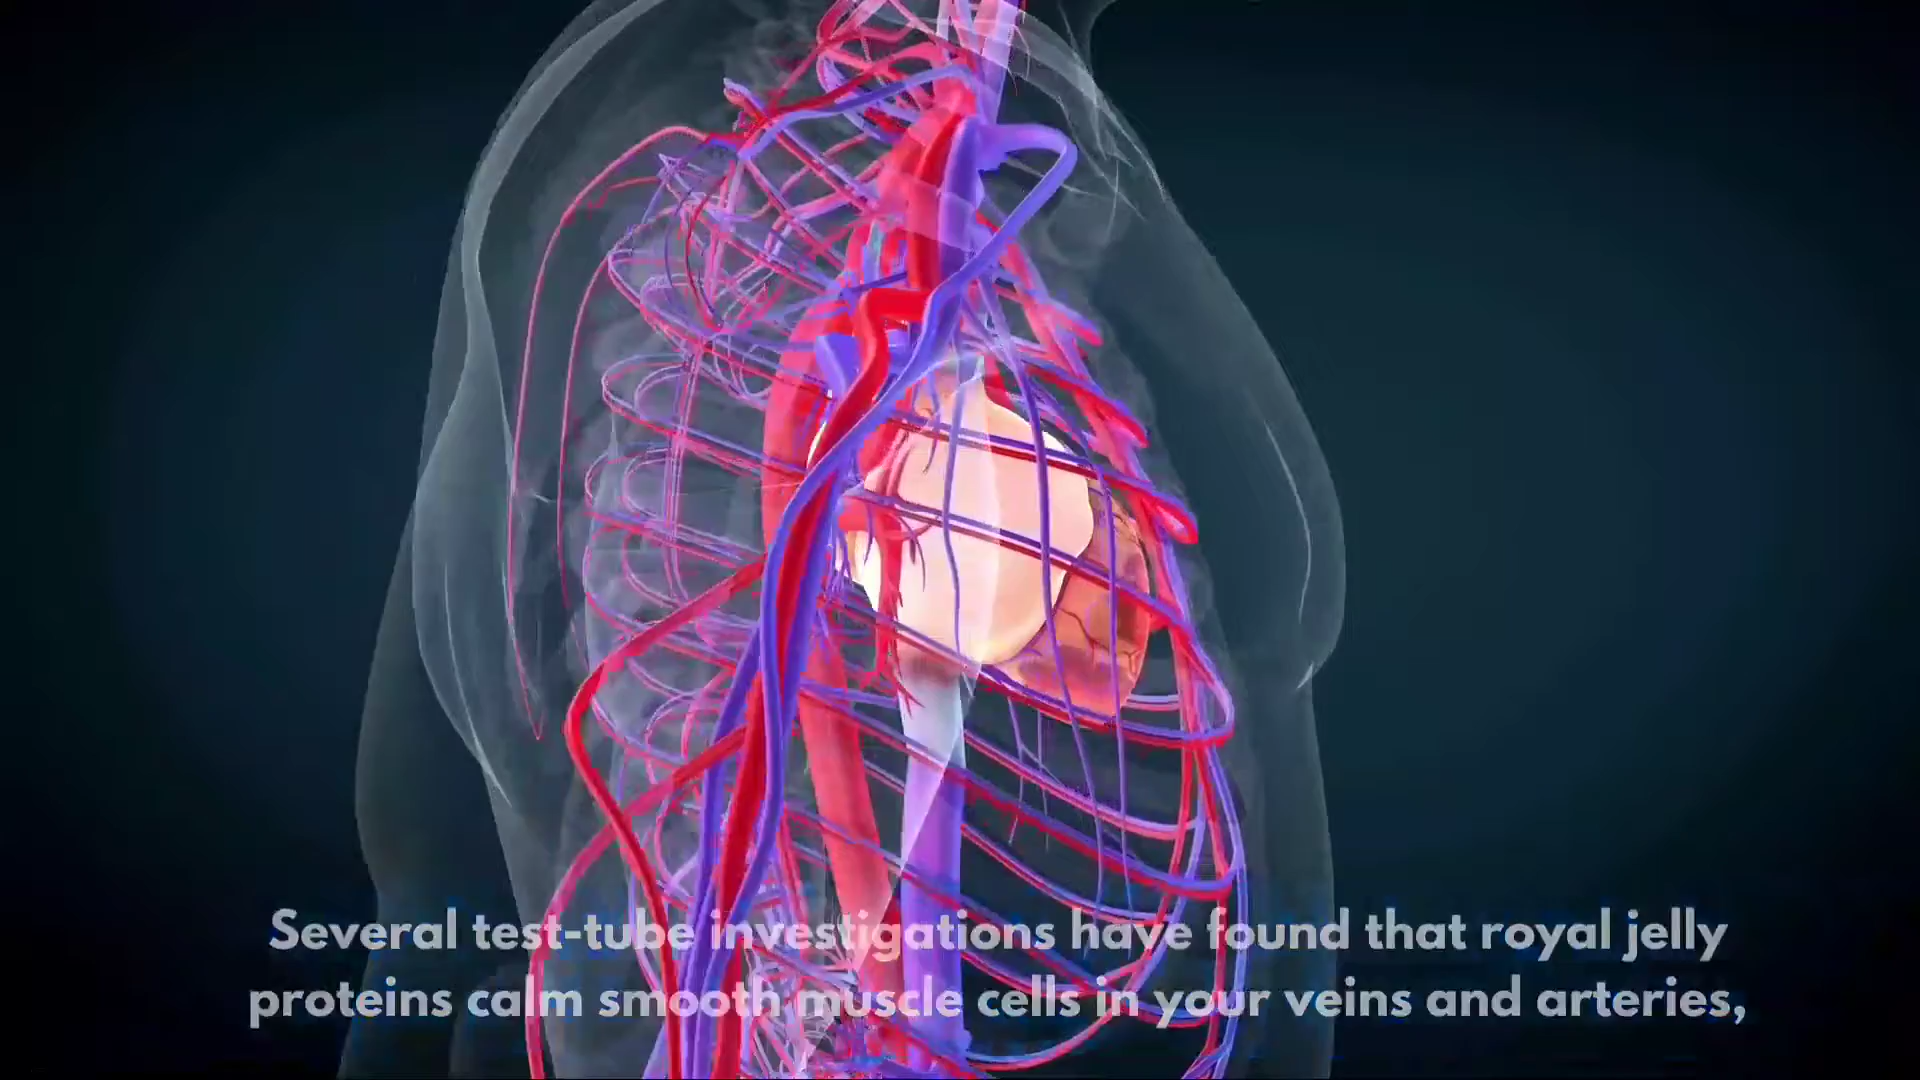 Several test-tube investigations have found that royal jelly
proteins calm smooth muscle cells in your veins and arteries,